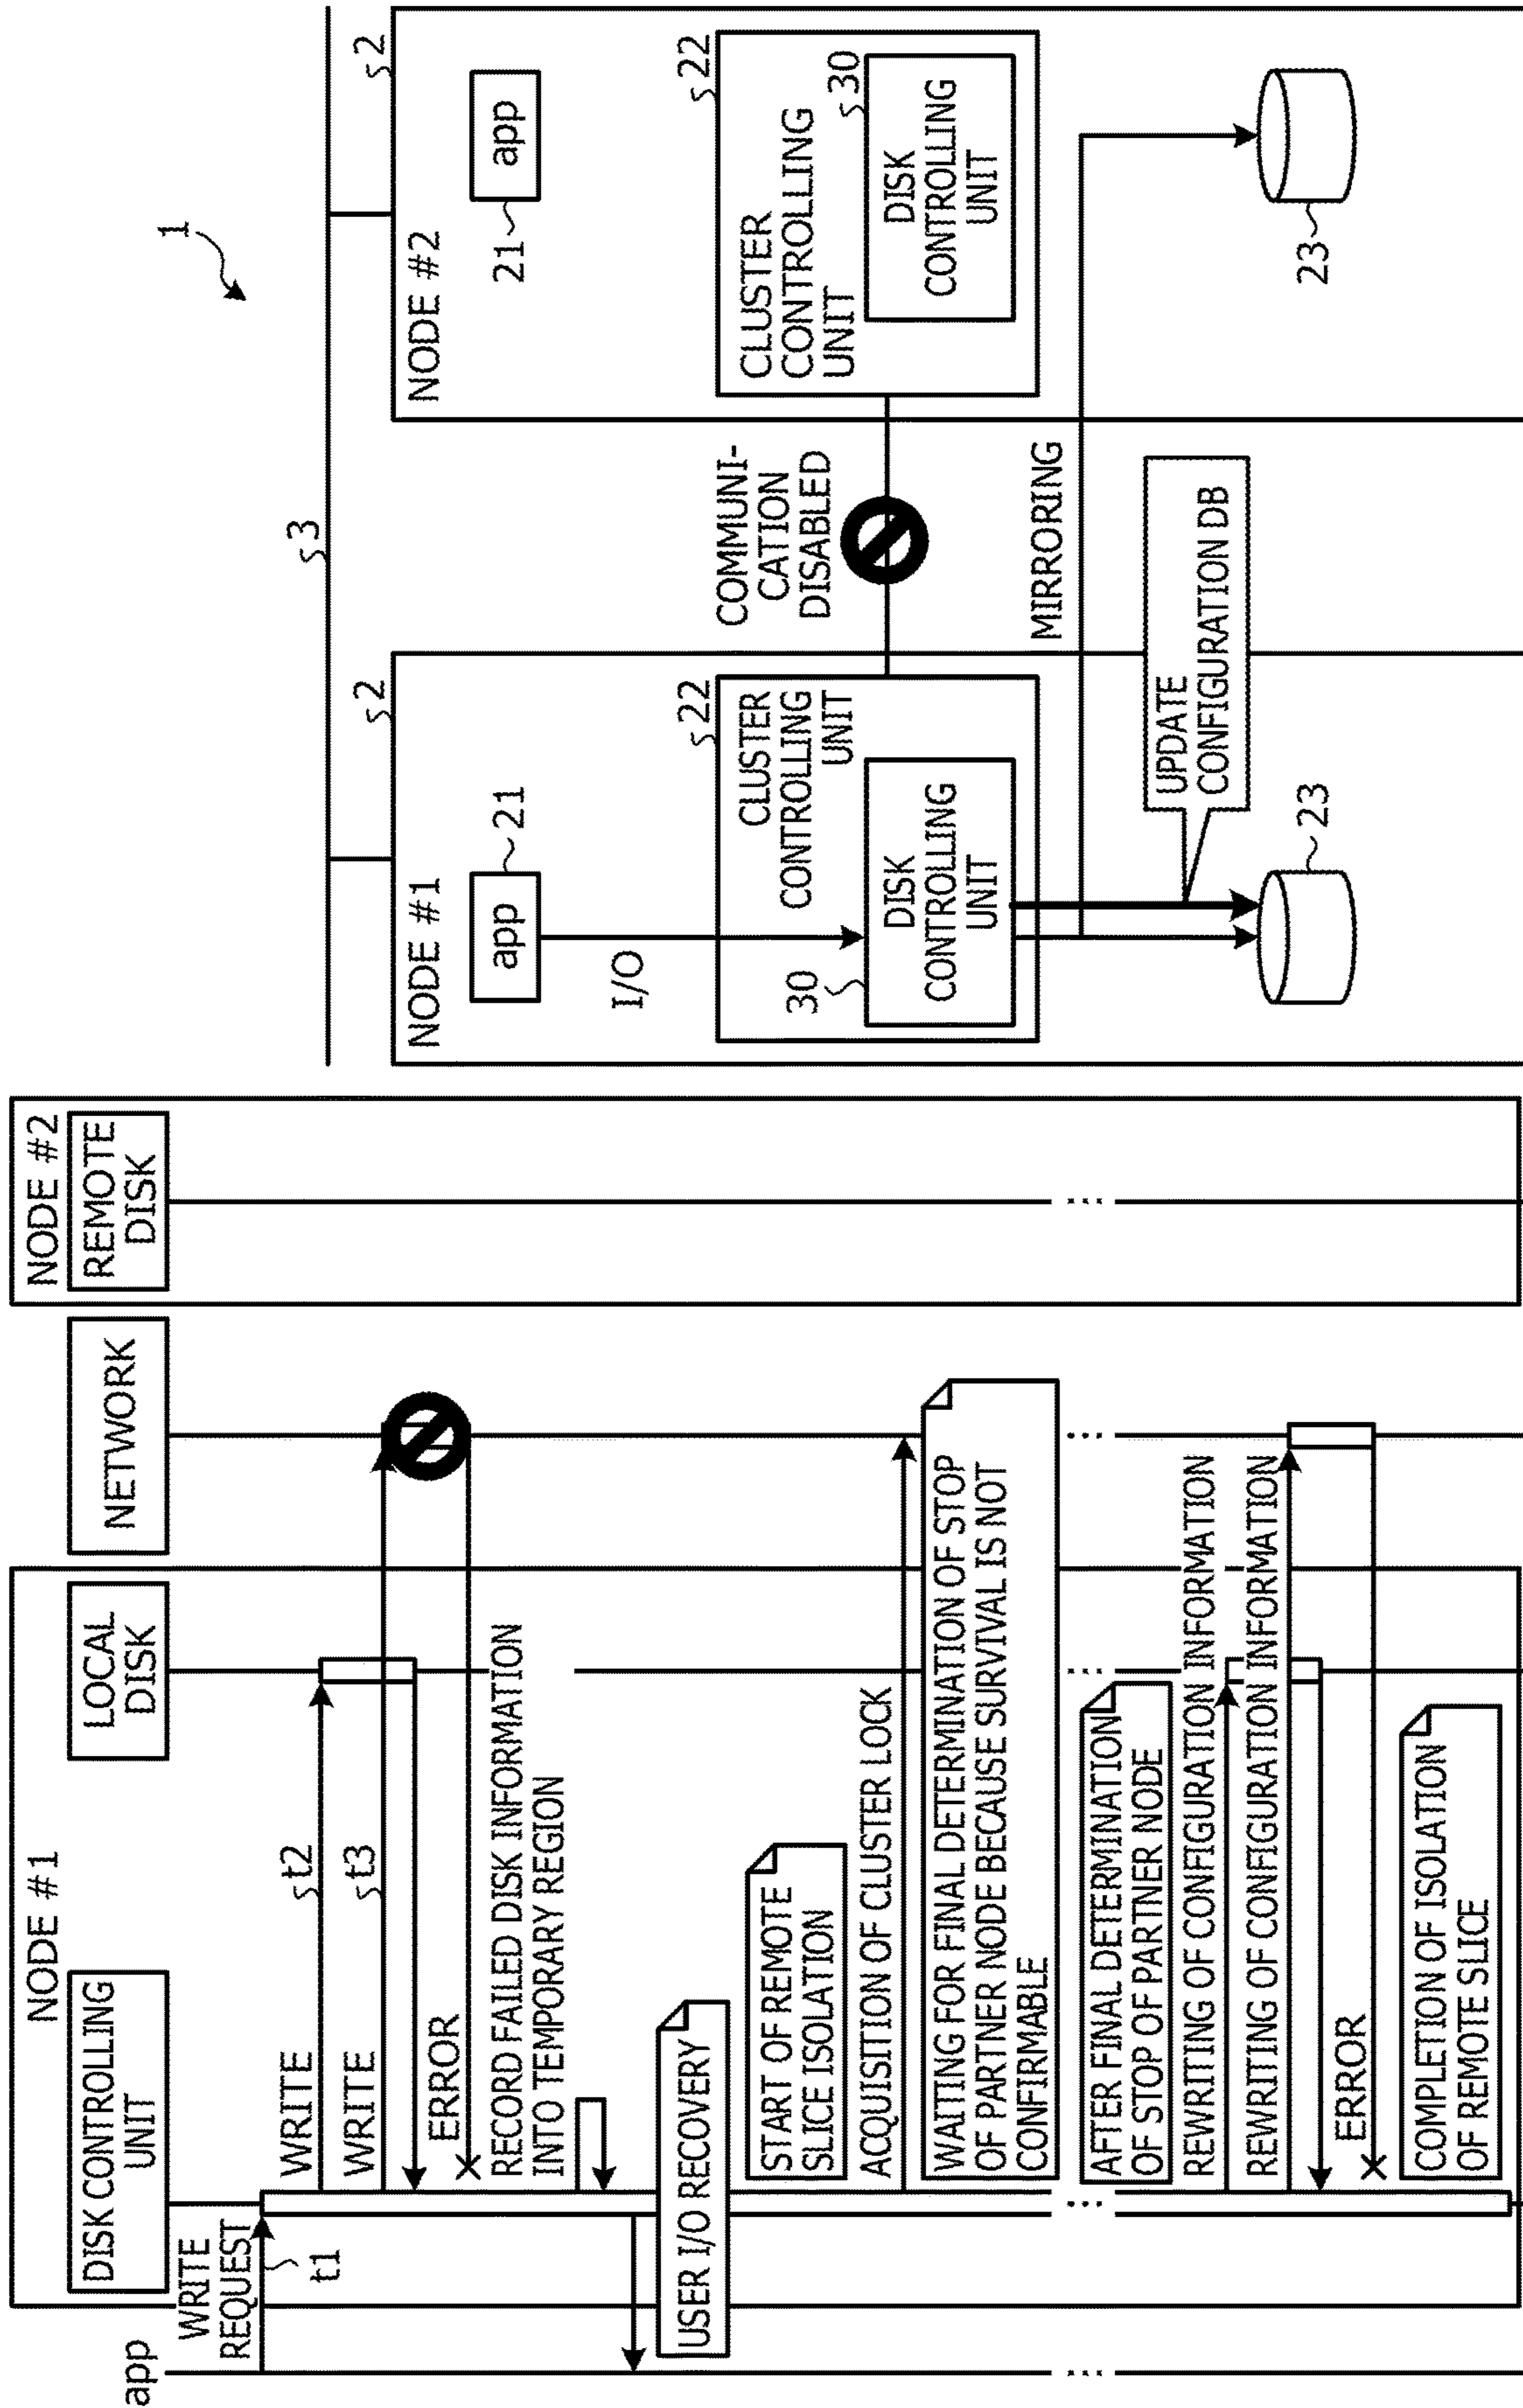 app
NODE #1
DISK CONTROLLING
UNIT
LOCAL
DISK
NETWORK
NODE #2
REMOTE
DISK
WRITE
REQUEST
t1
WRITE
t2
WRITE
t3
ERROR
RECORD FAILED DISK INFORMATION
INTO TEMPORARY REGION
USER I/O RECOVERY
START OF REMOTE
SLICE ISOLATION
ACQUISITION OF CLUSTER LOCK
WAITING FOR FINAL DETERMINATION OF STOP
OF PARTNER NODE BECAUSE SURVIVAL IS NOT
CONFIRMABLE
AFTER FINAL DETERMINATION
OF STOP OF PARTNER NODE
REWRITING OF CONFIGURATION INFORMATION
REWRITING OF CONFIGURATION INFORMATION
ERROR
COMPLETION OF ISOLATION
OF REMOTE SLICE
1
3
2
NODE #1
app
21
I/O
22
CLUSTER
CONTROLLING
UNIT
30
DISK
CONTROLLING
UNIT
23
COMMUNI-
CATION
DISABLED
MIRRORING
UPDATE
CONFIGURATION DB
2
NODE #2
app
21
22
CLUSTER
CONTROLLING
UNIT
30
DISK
CONTROLLING
UNIT
23